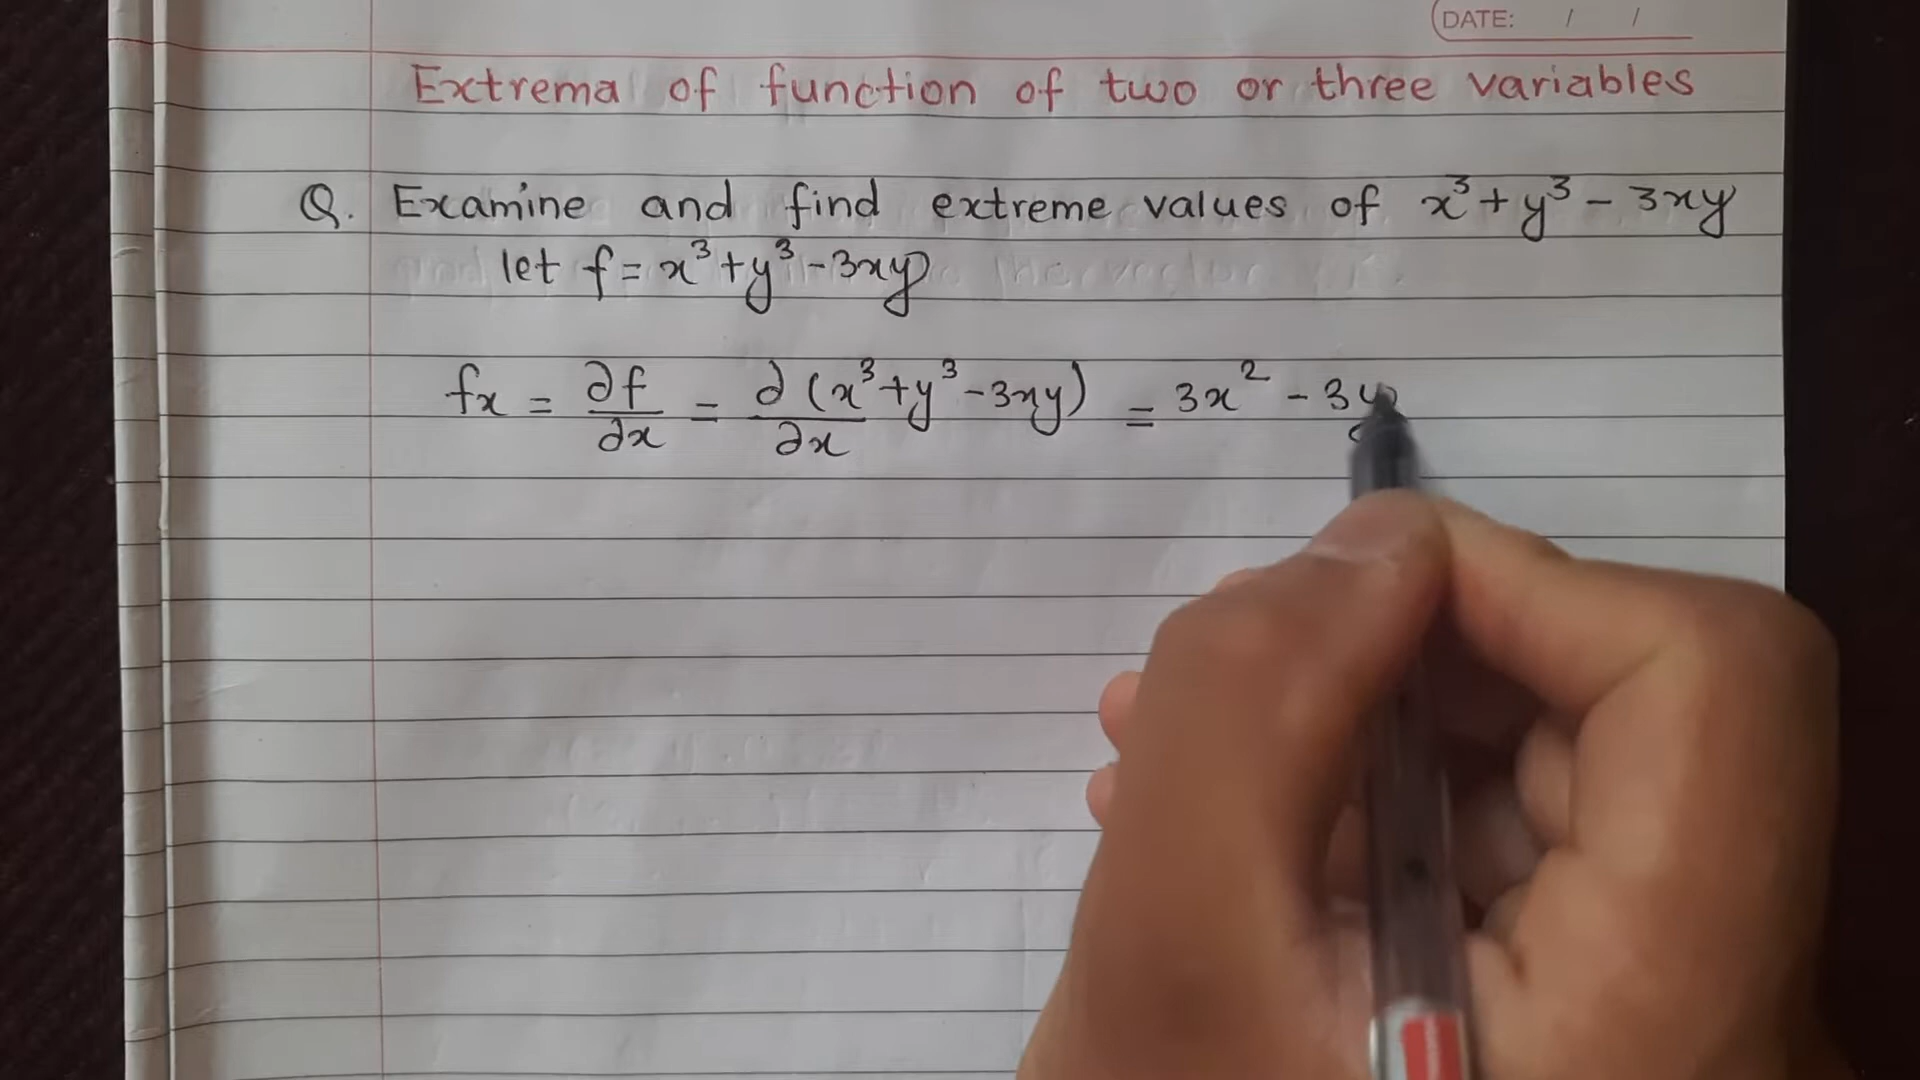 DATE: / /
Extrema of function of two or three variables
Q. Examine and find extreme values of x³+y³-3xy
let f = x³+y³-3xy
fx = ∂f/∂x = ∂(x³+y³-3xy)/∂x = 3x² - 3y